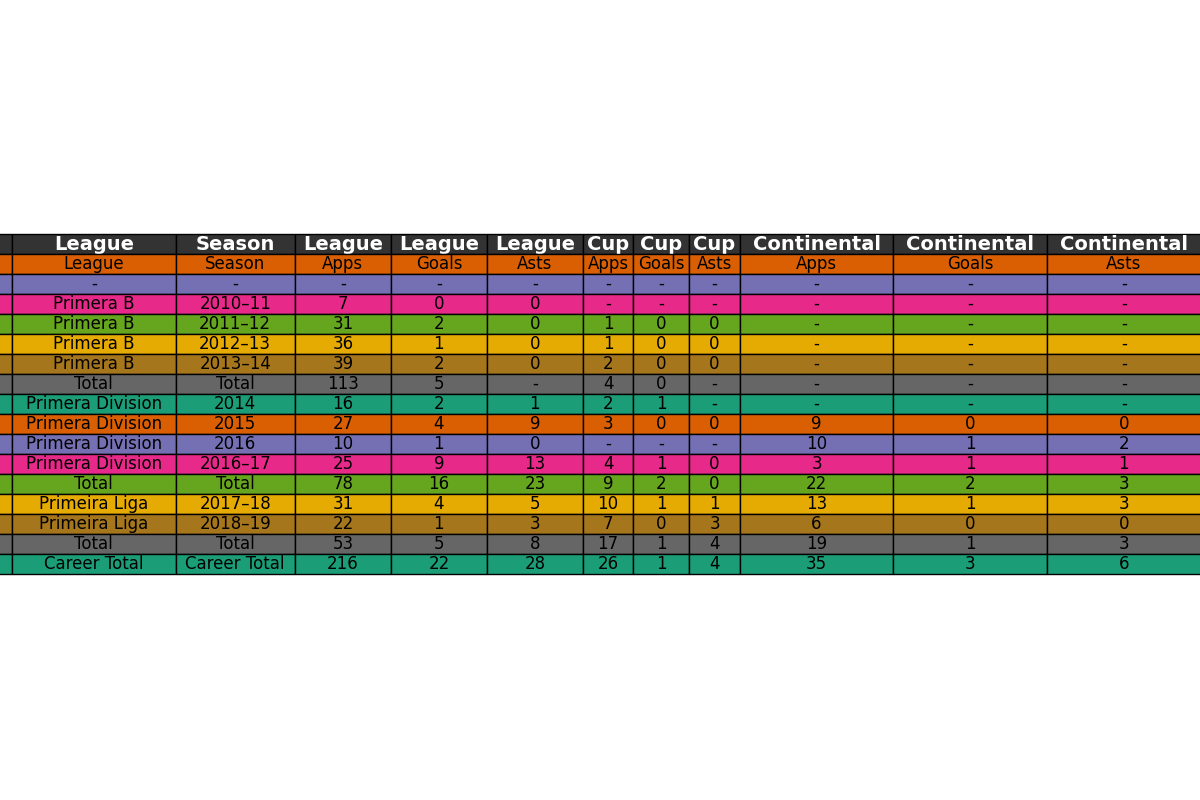 League Season League League League Cup Cup Cup Continental Continental Continental
League Season Apps Goals Asts Apps Goals Asts Apps Goals Asts
- - - - - - - - - - -
Primera B 2010–11 7 0 0 - - - - - -
Primera B 2011–12 31 2 0 1 0 0 - - -
Primera B 2012–13 36 1 0 1 0 0 - - -
Primera B 2013–14 39 2 0 2 0 0 - - -
Total Total 113 5 - 4 0 - - - -
Primera Division 2014 16 2 1 2 1 - - - -
Primera Division 2015 27 4 9 3 0 0 9 0 0
Primera Division 2016 10 1 0 - - - 10 1 2
Primera Division 2016–17 25 9 13 4 1 0 3 1 1
Total Total 78 16 23 9 2 0 22 2 3
Primeira Liga 2017–18 31 4 5 10 1 1 13 1 3
Primeira Liga 2018–19 22 1 3 7 0 3 6 0 0
Total Total 53 5 8 17 1 4 19 1 3
Career Total Career Total 216 22 28 26 1 4 35 3 6